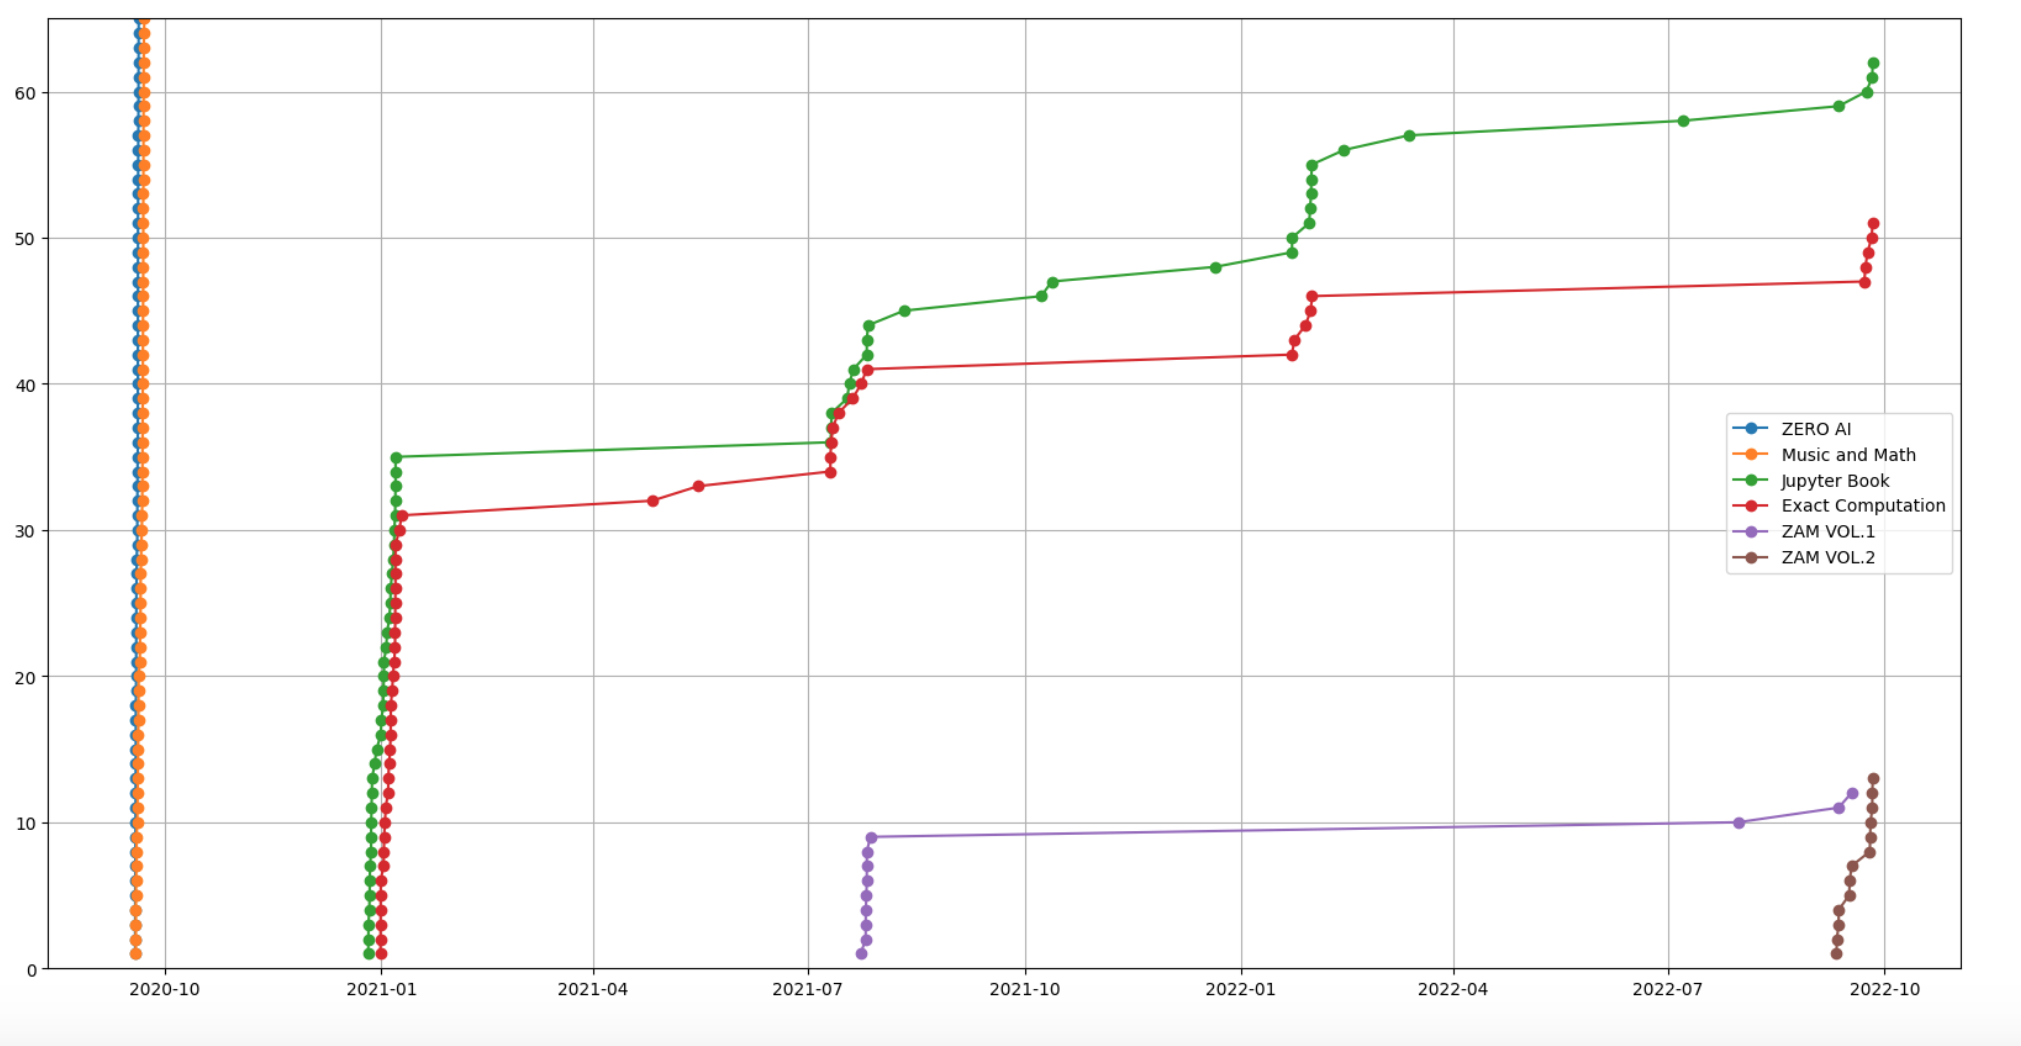 60
50
40
30
20
10
0
2020-10
2021-01
2021-04
2021-07
2021-10
2022-01
2022-04
2022-07
2022-10
ZERO AI
Music and Math
Jupyter Book
Exact Computation
ZAM VOL.1
ZAM VOL.2